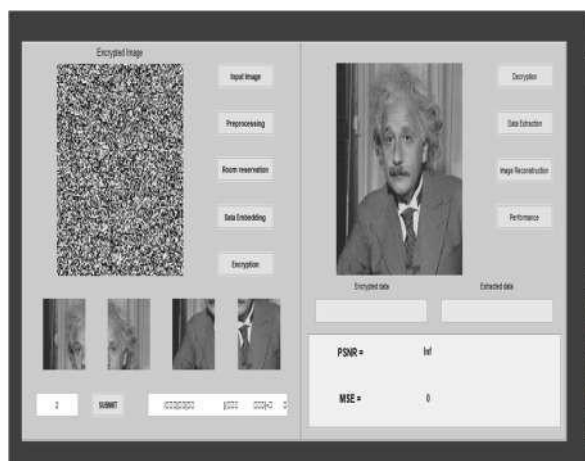 Encrypted Image
Input Image
Preprocessing
Room reservation
Data Embedding
Encryption
2
SUBMIT
Decryption
Data Extraction
Image Reconstruction
Performance
Encrypted data
Extracted data
PSNR =
Inf
MSE =
0